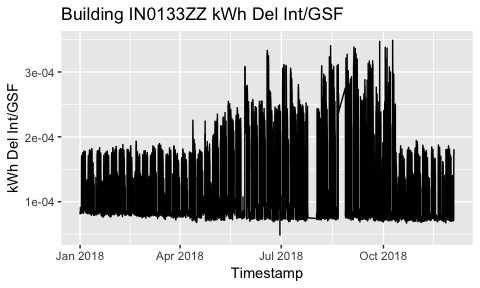 Building IN0133ZZ kWh Del Int/GSF
kWh Del Int/GSF
3e-04
2e-04
1e-04
Jan 2018 Apr 2018 Jul 2018 Oct 2018
Timestamp